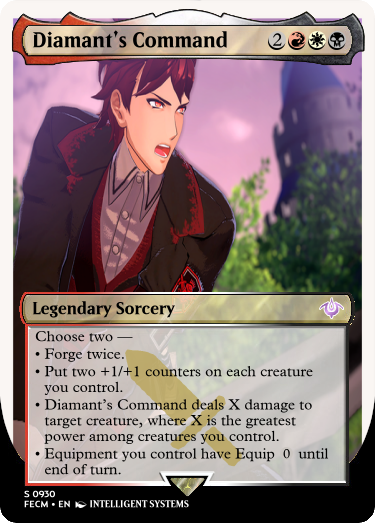 Diamant's Command 2
Legendary Sorcery
Choose two —
• Forge twice.
• Put two +1/+1 counters on each creature
you control.
• Diamant's Command deals X damage to
target creature, where X is the greatest
power among creatures you control.
• Equipment you control have Equip 0 until
end of turn.
S 0930
FECM • EN INTELLIGENT SYSTEMS